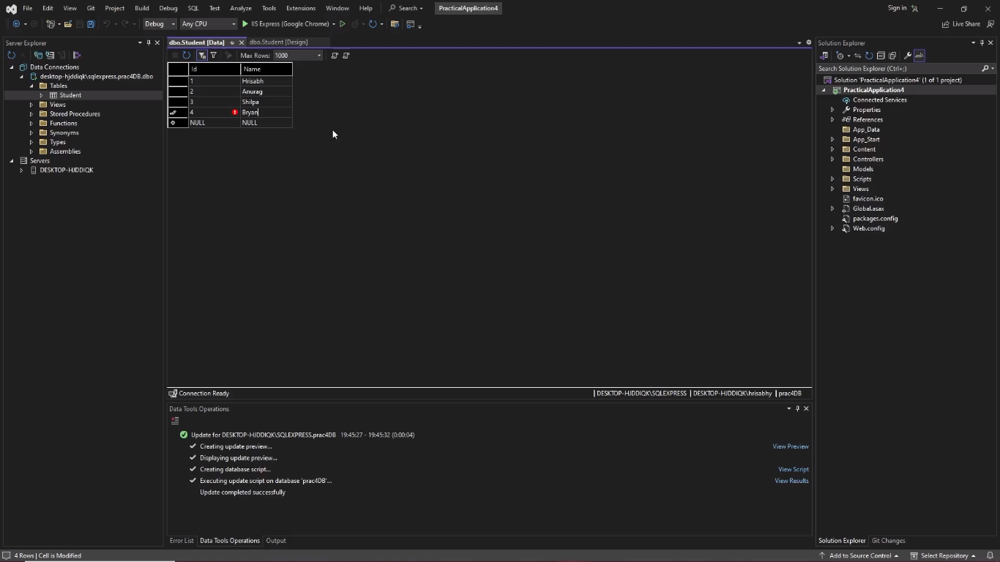 File Edit View Git Project Build Debug SQL Test Analyze Tools Extensions Window Help Search PracticalApplication4 Sign in
Debug Any CPU IIS Express (Google Chrome) Live Share
Server Explorer
Data Connections
desktop-hjddiqk\sqlexpress.prac4DB.dbo
Tables
Student
Views
Stored Procedures
Functions
Synonyms
Types
Assemblies
Servers
DESKTOP-HJDDIQK
dbo.Student [Data] dbo.Student [Design]
Max Rows: 1000
Id Name
1 Hrisabh
2 Anurag
3 Shilpa
4 Bryan
NULL NULL
Connection Ready DESKTOP-HJDDIQK\SQLEXPRESS DESKTOP-HJDDIQK\hrisabhy prac4DB
Data Tools Operations
Update for DESKTOP-HJDDIQK\SQLEXPRESS.prac4DB 19:45:27 - 19:45:32 (0:00:04)
Creating update preview... View Preview
Displaying update preview...
Creating database script... View Script
Executing update script on database 'prac4DB'... View Results
Update completed successfully
Error List Data Tools Operations Output
Solution Explorer
Search Solution Explorer (Ctrl+;)
Solution 'PracticalApplication4' (1 of 1 project)
PracticalApplication4
Connected Services
Properties
References
App_Data
App_Start
Content
Controllers
Models
Scripts
Views
favicon.ico
Global.asax
packages.config
Web.config
Solution Explorer Git Changes
4 Rows | Cell is Modified Add to Source Control Select Repository